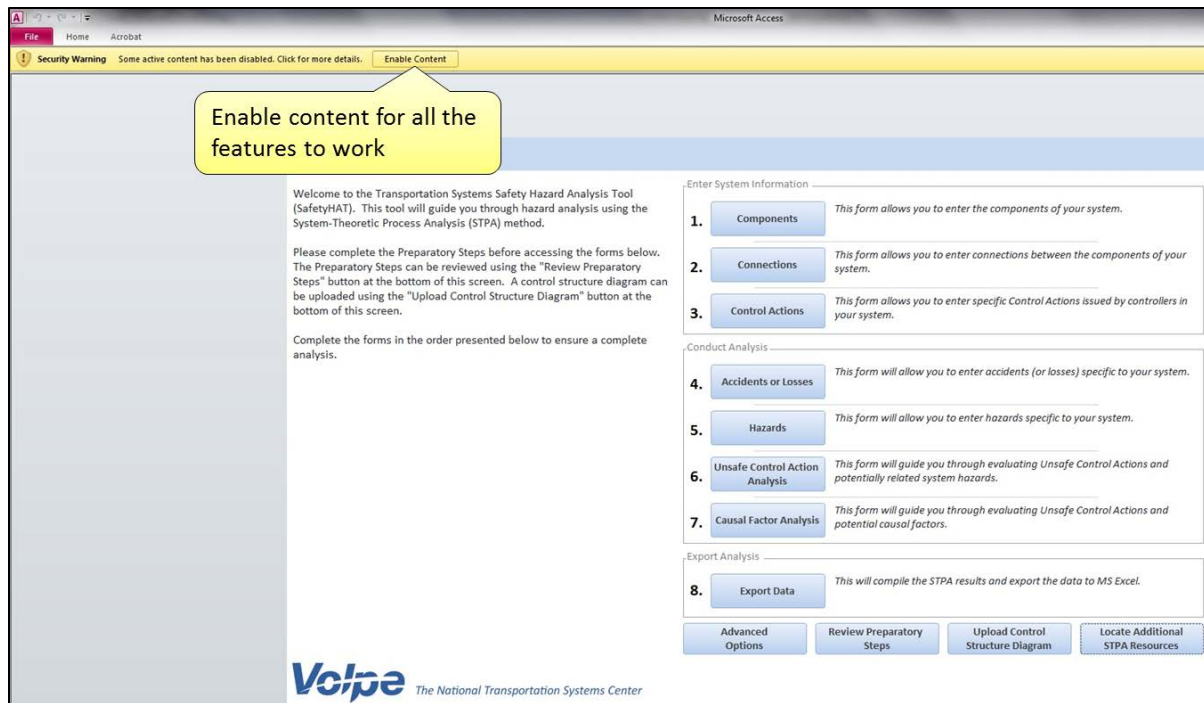 Microsoft Access
File Home Acrobat
Security Warning Some active content has been disabled. Click for more details. Enable Content
Enable content for all the
features to work
Welcome to the Transportation Systems Safety Hazard Analysis Tool
(SafetyHAT). This tool will guide you through hazard analysis using the
System-Theoretic Process Analysis (STPA) method.
Please complete the Preparatory Steps before accessing the forms below.
The Preparatory Steps can be reviewed using the "Review Preparatory
Steps" button at the bottom of this screen. A control structure diagram can
be uploaded using the "Upload Control Structure Diagram" button at the
bottom of this screen.
Complete the forms in the order presented below to ensure a complete
analysis.
Enter System Information
1. Components This form allows you to enter the components of your system.
2. Connections This form allows you to enter connections between the components of your
system.
3. Control Actions This form allows you to enter specific Control Actions issued by controllers in
your system.
Conduct Analysis
4. Accidents or Losses This form will allow you to enter accidents (or losses) specific to your system.
5. Hazards This form will allow you to enter hazards specific to your system.
6. Unsafe Control Action
Analysis
This form will guide you through evaluating Unsafe Control Actions and
potentially related system hazards.
7. Causal Factor Analysis This form will guide you through evaluating Unsafe Control Actions and
potential causal factors.
Export Analysis
8. Export Data This will compile the STPA results and export the data to MS Excel.
Advanced
Options
Review Preparatory
Steps
Upload Control
Structure Diagram
Locate Additional
STPA Resources
Volpe The National Transportation Systems Center